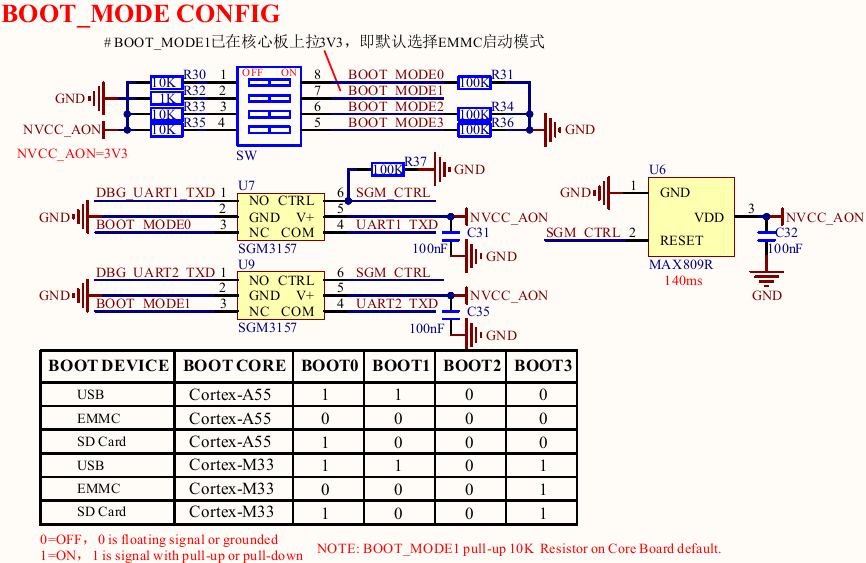 BOOT_MODE CONFIG
# BOOT_MODE1已在核心板上拉3V3，即默认选择EMMC启动模式
OFF ON
10K R30 1 8 BOOT_MODE0 100K R31
GND 1K R32 2 7 BOOT_MODE1
10K R33 3 6 BOOT_MODE2 100K R34
NVCC_AON 10K R35 4 5 BOOT_MODE3 100K R36 GND
NVCC_AON=3V3
SW
100K R37 GND
U7
DBG_UART1_TXD 1 NO CTRL 6 SGM_CTRL
GND 2 GND V+ 5 NVCC_AON
BOOT_MODE0 3 NC COM 4 UART1_TXD
C31
100nF
SGM3157
GND
U6
GND 1 GND
VDD 3 NVCC_AON
SGM_CTRL 2 RESET
C32
100nF
MAX809R
140ms
GND
U9
DBG_UART2_TXD 1 NO CTRL 6 SGM_CTRL
GND 2 GND V+ 5 NVCC_AON
BOOT_MODE1 3 NC COM 4 UART2_TXD
C35
100nF
SGM3157
GND
BOOT DEVICE BOOT CORE BOOT0 BOOT1 BOOT2 BOOT3
USB Cortex-A55 1 1 0 0
EMMC Cortex-A55 0 0 0 0
SD Card Cortex-A55 1 0 0 0
USB Cortex-M33 1 1 0 1
EMMC Cortex-M33 0 0 0 1
SD Card Cortex-M33 1 0 0 1
0=OFF，0 is floating signal or grounded
1=ON，1 is signal with pull-up or pull-down
NOTE: BOOT_MODE1 pull-up 10K Resistor on Core Board default.